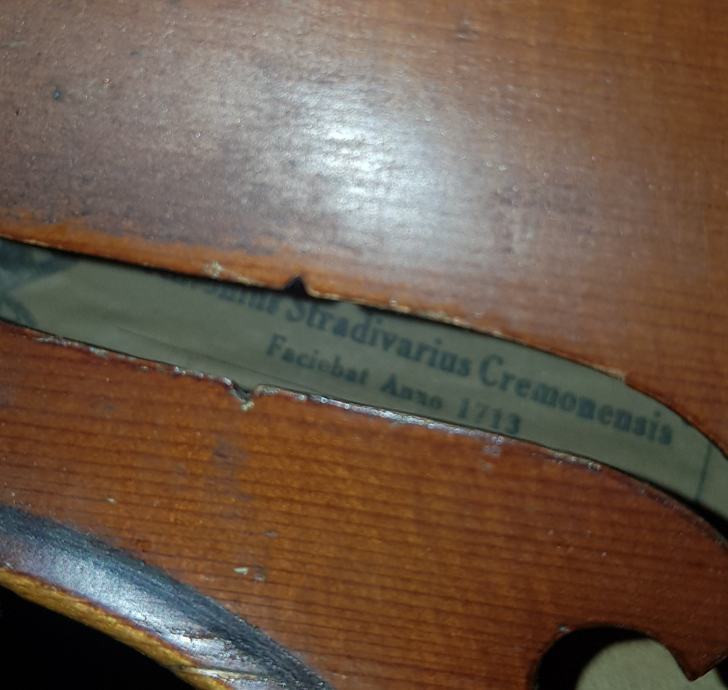 Stradivarius Cremonensis
Faciebat Anno 1713